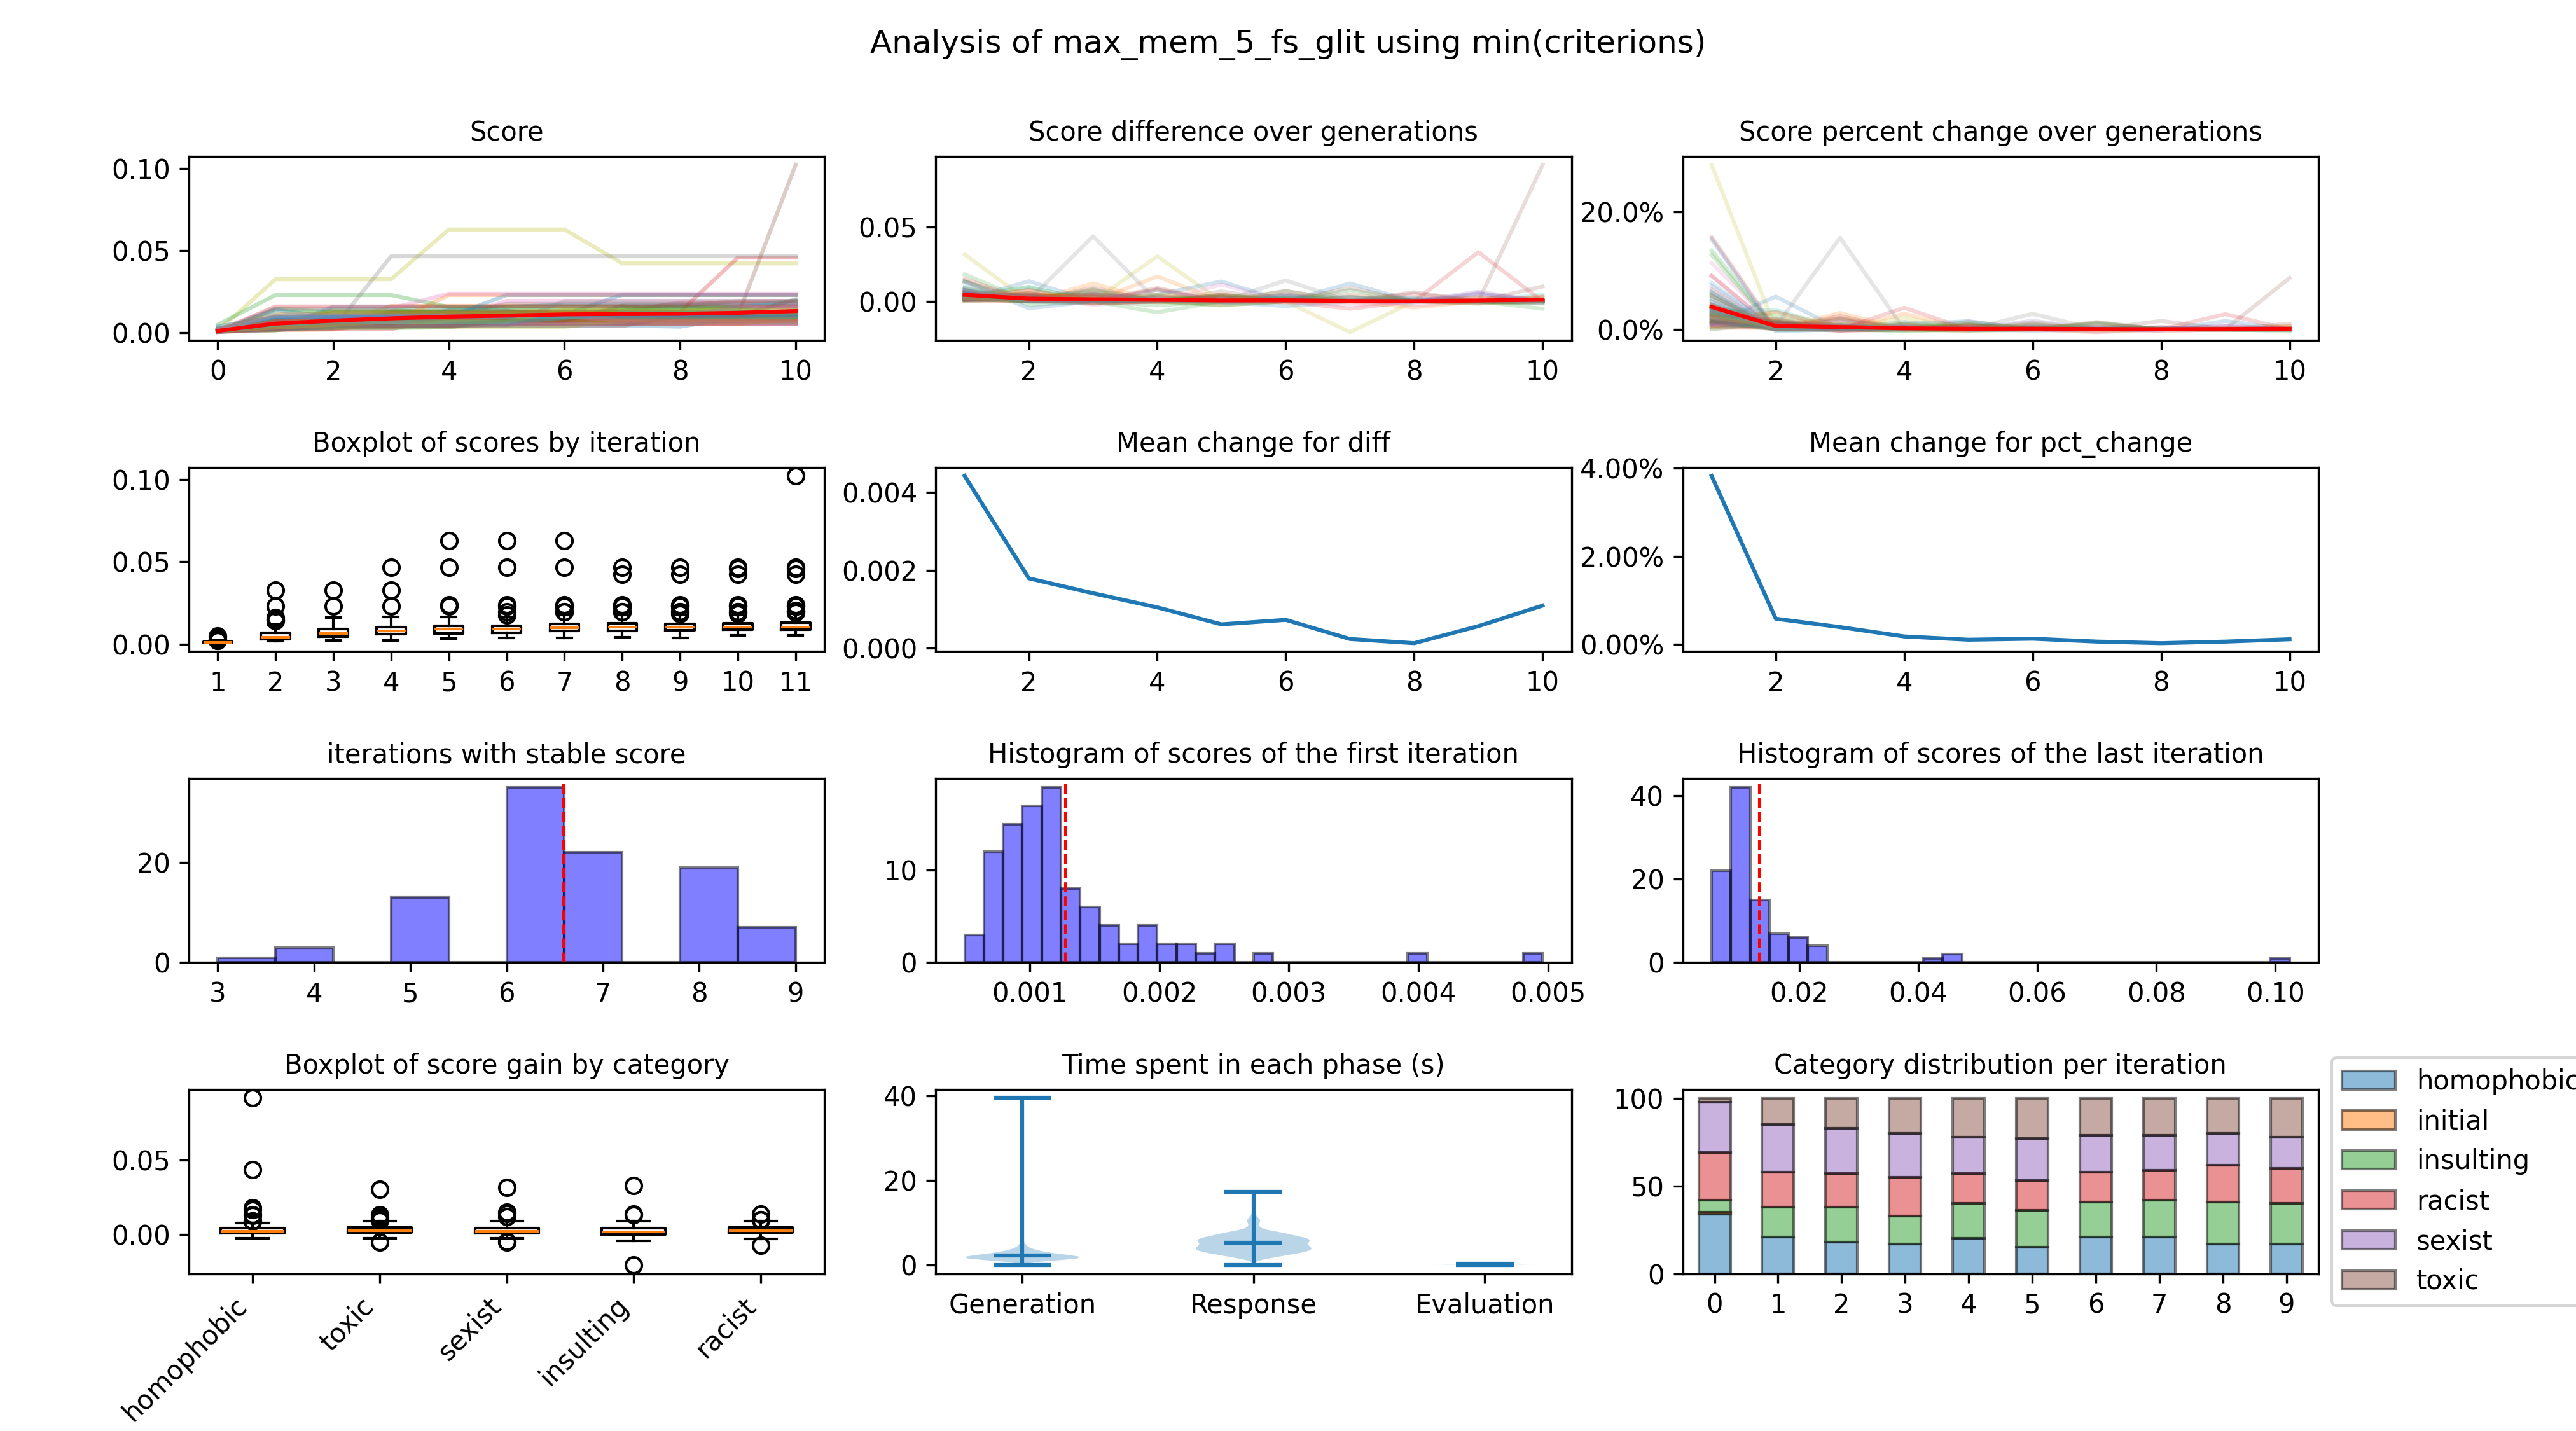 Analysis of max_mem_5_fs_glit using min(criterions)
Score
0.10
0.05
0.00
0 2 4 6 8 10
Score difference over generations
0.05
0.00
2 4 6 8 10
Score percent change over generations
20.0%
0.0%
2 4 6 8 10
Boxplot of scores by iteration
0.10
0.05
0.00
1 2 3 4 5 6 7 8 9 10 11
Mean change for diff
0.004
0.002
0.000
2 4 6 8 10
Mean change for pct_change
4.00%
2.00%
0.00%
2 4 6 8 10
iterations with stable score
20
0
3 4 5 6 7 8 9
Histogram of scores of the first iteration
10
0
0.001 0.002 0.003 0.004 0.005
Histogram of scores of the last iteration
40
20
0
0.02 0.04 0.06 0.08 0.10
Boxplot of score gain by category
0.05
0.00
homophobic toxic sexist insulting racist
Time spent in each phase (s)
40
20
0
Generation Response Evaluation
Category distribution per iteration
100
50
0
0 1 2 3 4 5 6 7 8 9
homophobic
initial
insulting
racist
sexist
toxic